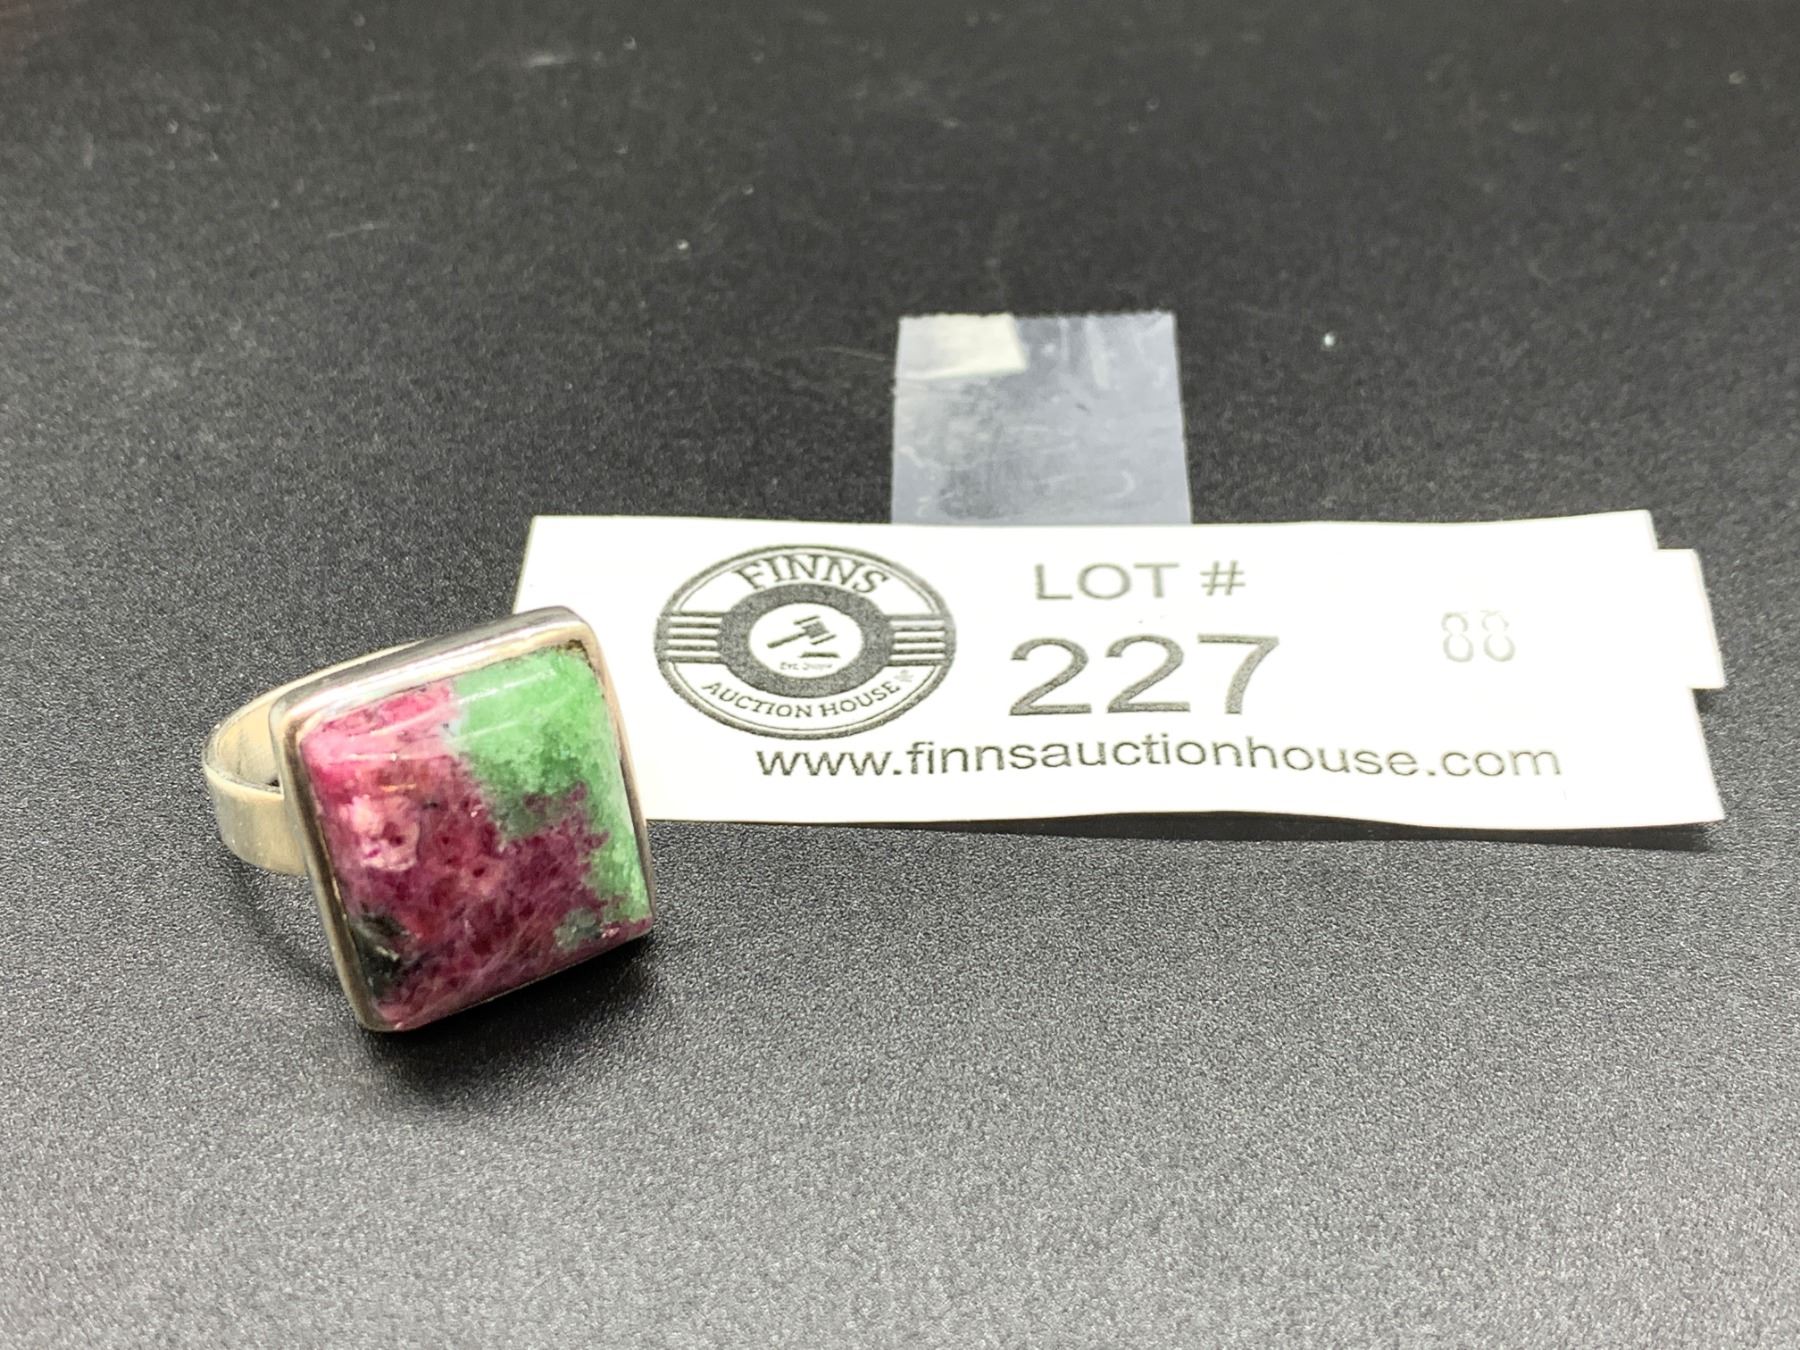 FINNS
AUCTION HOUSE
LOT #
227
88
www.finnsauctionhouse.com